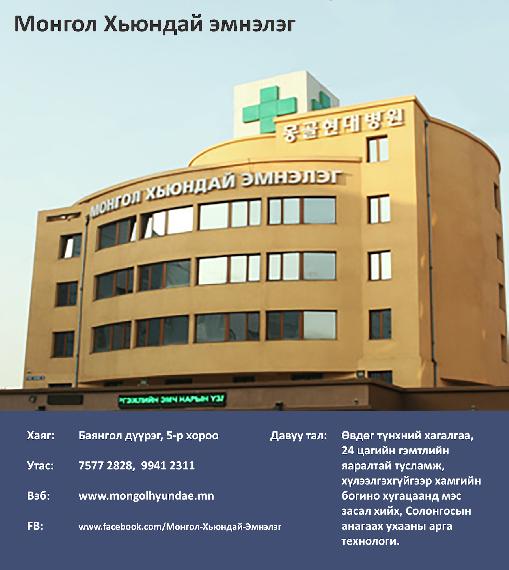 Монгол Хьюндай эмнэлэг
몽골현대병원
МОНГОЛ ХЬЮНДАЙ ЭМНЭЛЭГ
ГЭЖЛИЙН ЭМЧ НАРЫН ҮЗЛ
Хаяг: Баянгол дүүрэг, 5-р хороо
Утас: 7577 2828, 9941 2311
Вэб: www.mongolhyundae.mn
FB: www.facebook.com/Монгол-Хьюндай-Эмнэлэг
Давуу тал: Өвдөг түнхний хагалгаа,
24 цагийн гэмтлийн
яаралтай тусламж,
хүлээлгэхгүйгээр хамгийн
богино хугацаанд мэс
засал хийх, Солонгосын
анагаах ухааны арга
технологи.